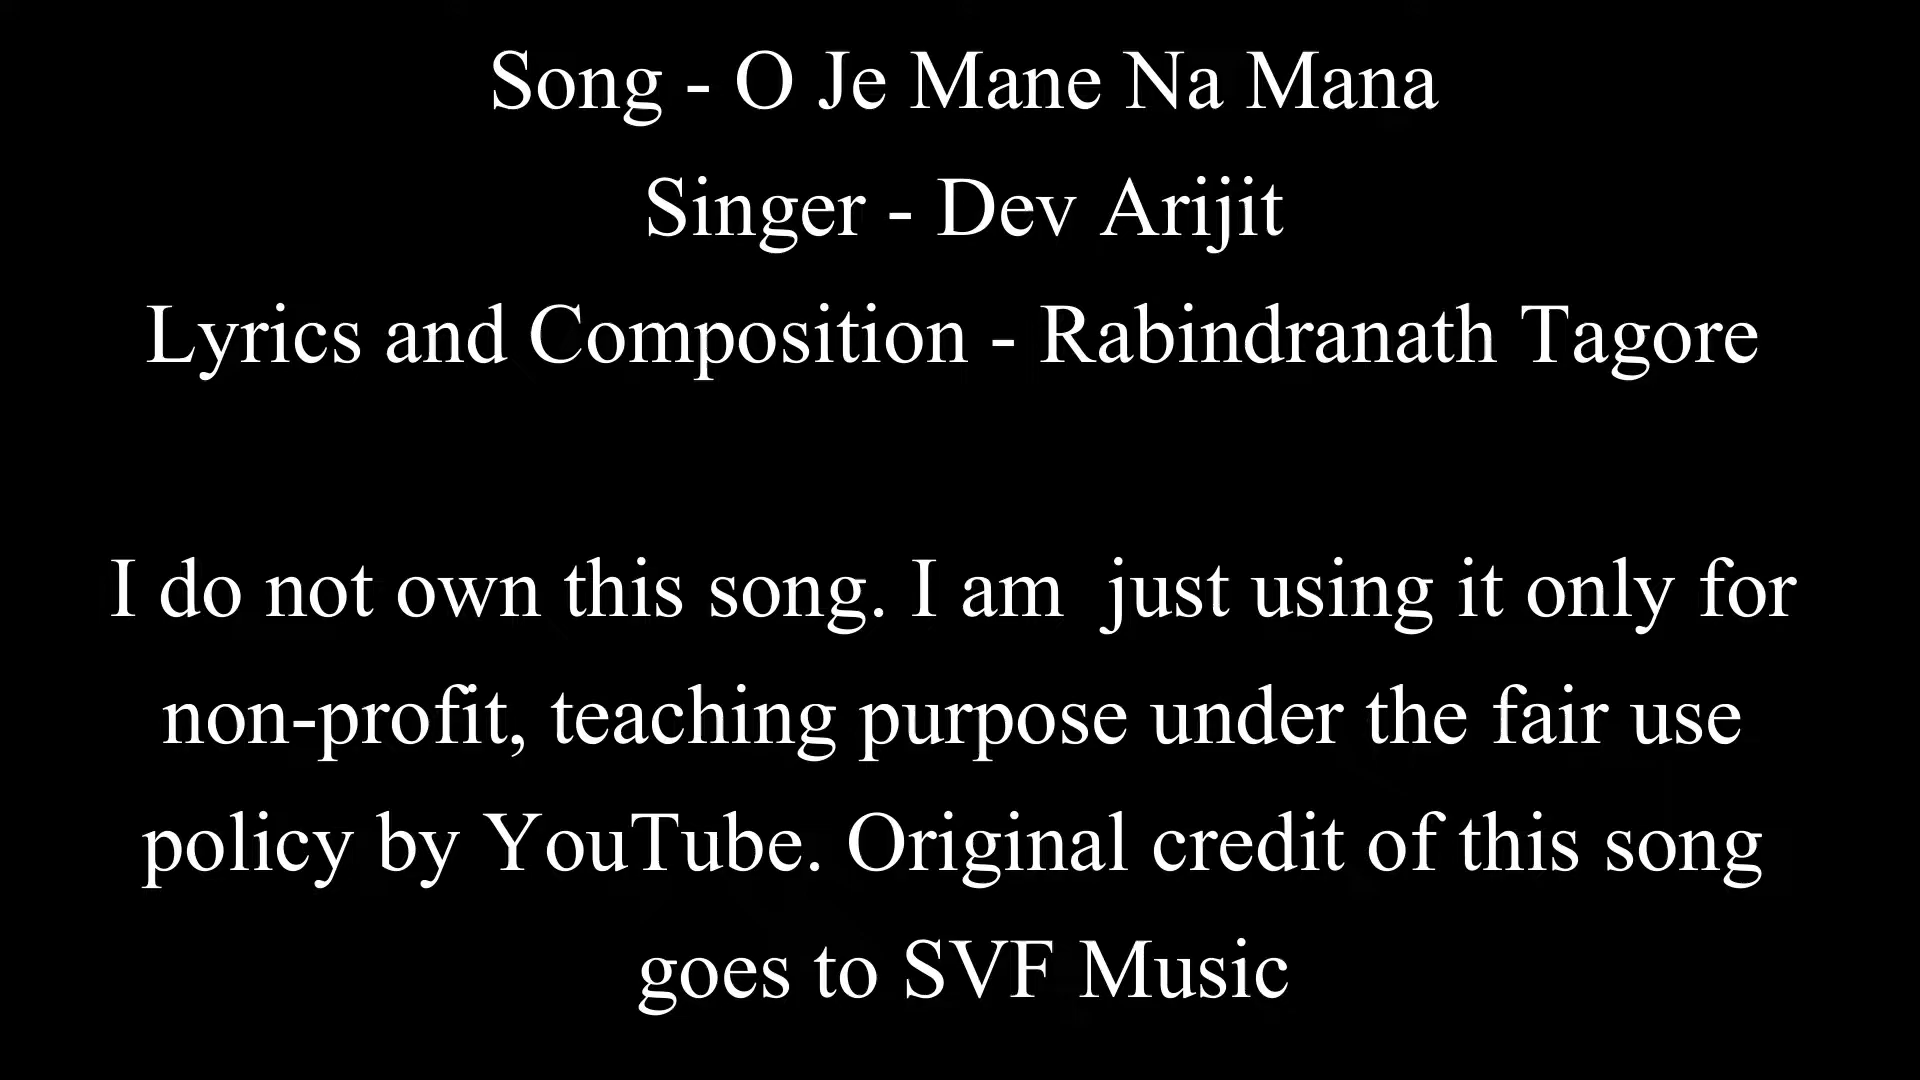 Song - O Je Mane Na Mana
Singer - Dev Arijit
Lyrics and Composition - Rabindranath Tagore
I do not own this song. I am  just using it only for
non-profit, teaching purpose under the fair use
policy by YouTube. Original credit of this song
goes to SVF Music